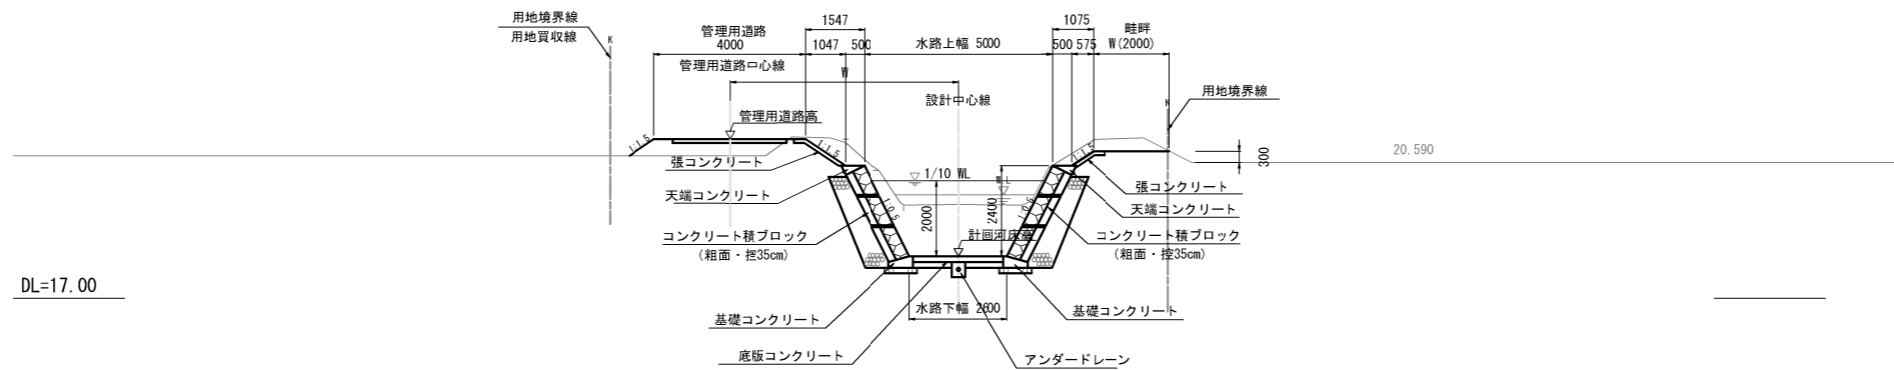 用地境界線
用地買収線
K
管理用道路
4000
1547
1047
500
水路上幅 5000
1075
500
575
畦畔
W(2000)
管理用道路中心線
W
設計中心線
用地境界線
K
管理用道路高
1:1.5
1:1.5
1:1.5
20.590
300
張コンクリート
1/10 WL
W L
張コンクリート
天端コンクリート
天端コンクリート
1:0.5
2000
2400
コンクリート積ブロック
(粗面・控35cm)
計画河床高
コンクリート積ブロック
(粗面・控35cm)
DL=17.00
水路下幅 2600
基礎コンクリート
基礎コンクリート
底版コンクリート
アンダードレーン